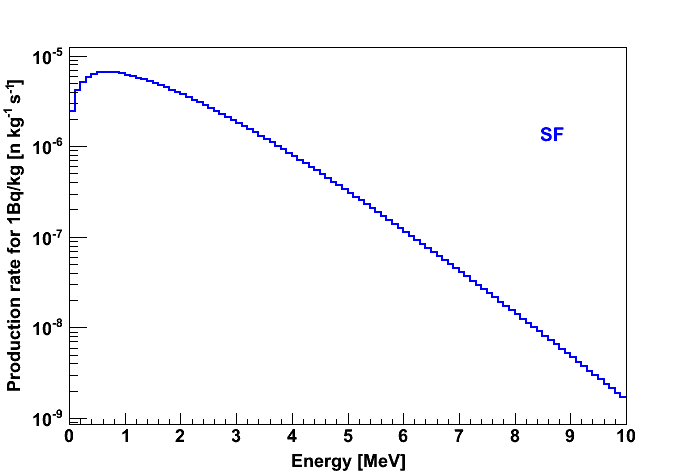 Production rate for 1Bq/kg [n kg⁻¹ s⁻¹]
10⁻⁵
10⁻⁶
10⁻⁷
10⁻⁸
10⁻⁹
SF
0 1 2 3 4 5 6 7 8 9 10
Energy [MeV]